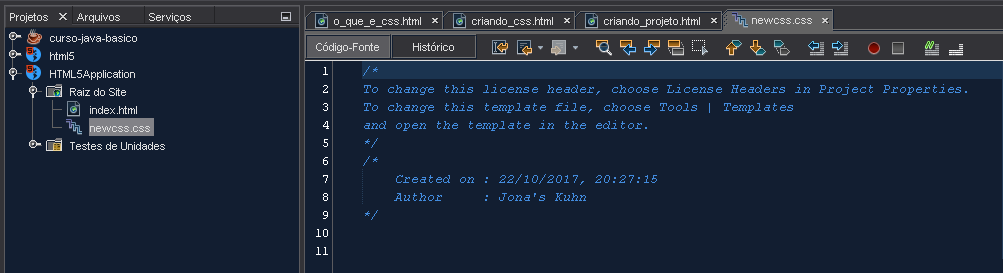 Projetos × Arquivos Serviços
o_que_e_css.html × criando_css.html × criando_projeto.html × newcss.css ×
curso-java-basico
html5
HTML5Application
Raiz do Site
index.html
newcss.css
Testes de Unidades
Código-Fonte Histórico
1 /*
2 To change this license header, choose License Headers in Project Properties.
3 To change this template file, choose Tools | Templates
4 and open the template in the editor.
5 */
6 /*
7 Created on : 22/10/2017, 20:27:15
8 Author : Jona's Kuhn
9 */
10
11